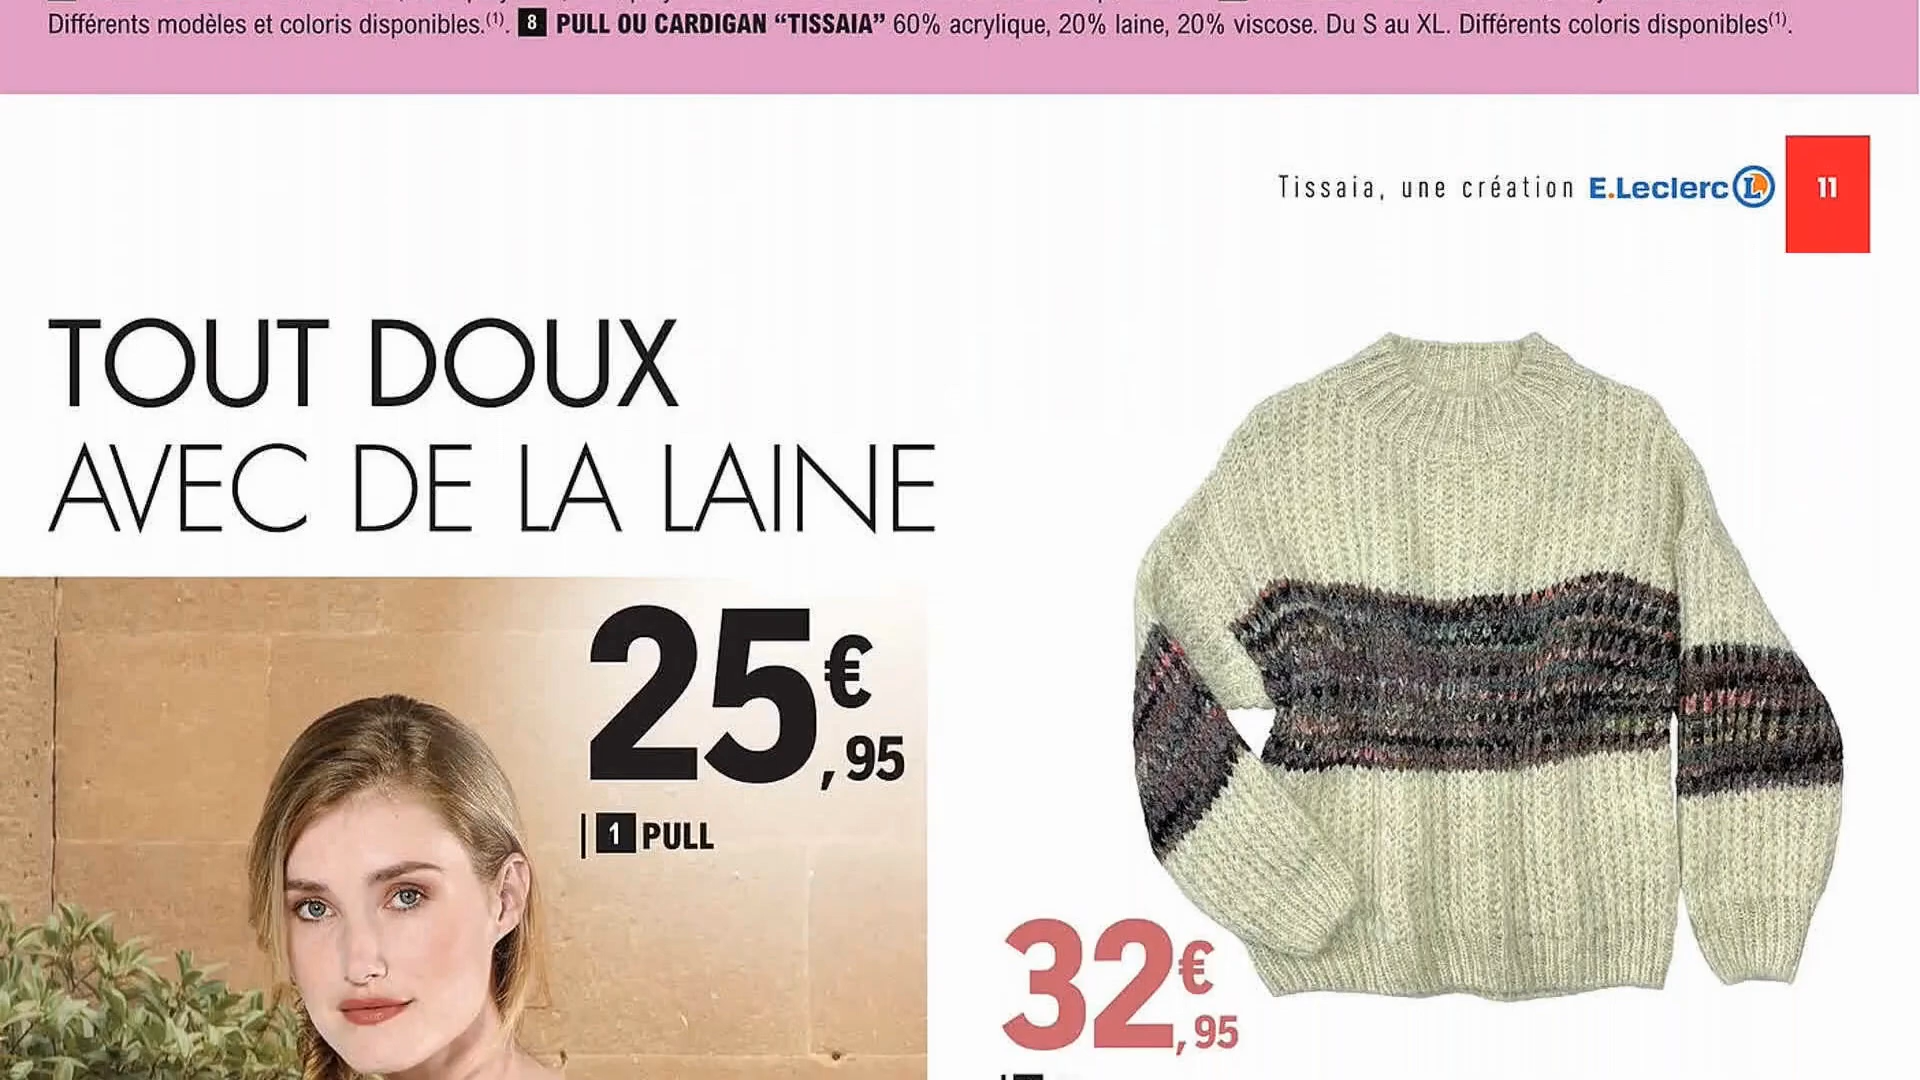 Différents modèles et coloris disponibles.⁽¹⁾. 8 PULL OU CARDIGAN “TISSAIA” 60% acrylique, 20% laine, 20% viscose. Du S au XL. Différents coloris disponibles⁽¹⁾.
Tissaia, une création E.Leclerc L 11
TOUT DOUX
AVEC DE LA LAINE
25€,95
1 PULL
32€,95